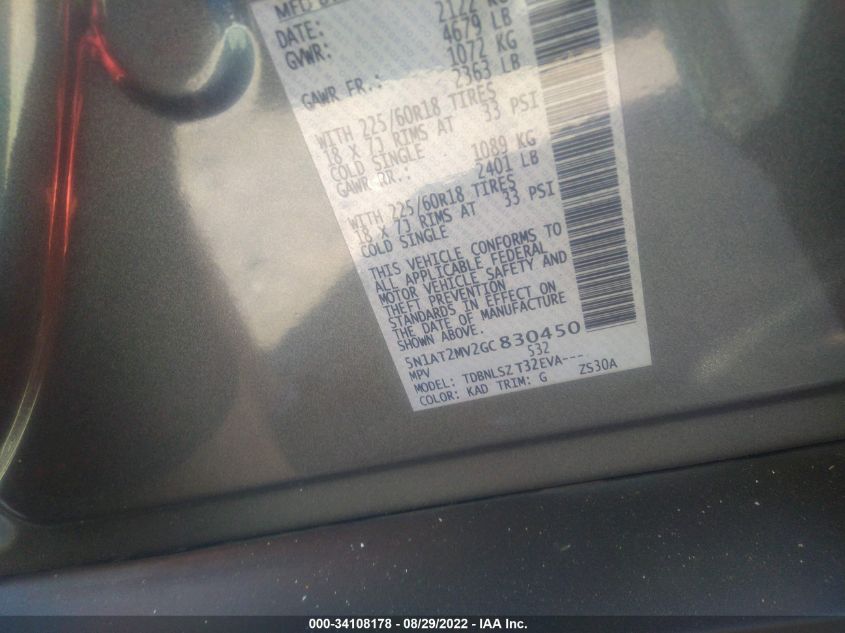 MFD
DATE: 2122 KG
GVWR: 4679 LB
1072 KG
GAWR FR.: 2363 LB
WITH 225/60R18 TIRES
18 X 7J RIMS AT 33 PSI
COLD SINGLE 1089 KG
GAWR RR.: 2401 LB
WITH 225/60R18 TIRES
18 X 7J RIMS AT 33 PSI
COLD SINGLE
THIS VEHICLE CONFORMS TO
ALL APPLICABLE FEDERAL
MOTOR VEHICLE SAFETY AND
THEFT PREVENTION
STANDARDS IN EFFECT ON
THE DATE OF MANUFACTURE
SHOWN ABOVE.
5N1AT2MV2GC830450
MPV 532
MODEL: TDBNLSZ T32EVA---
COLOR: KAD TRIM: G ZS30A
000-34108178 - 08/29/2022 - IAA Inc.